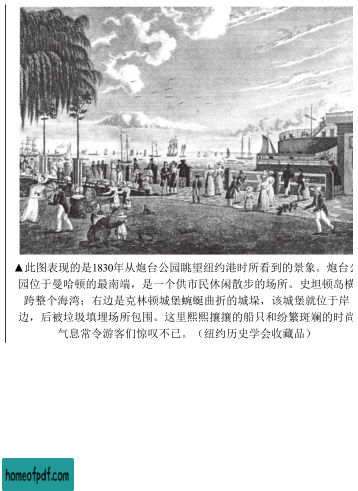 ▲此图表现的是1830年从炮台公园眺望纽约港时所看到的景象。炮台公
园位于曼哈顿的最南端，是一个供市民休闲散步的场所。史坦顿岛横
跨整个海湾；右边是克林顿城堡蜿蜒曲折的城垛，该城堡就位于岸
边，后被垃圾填埋场所包围。这里熙熙攘攘的船只和纷繁斑斓的时尚
气息常令游客们惊叹不已。（纽约历史学会收藏品）
homeofpdf.com